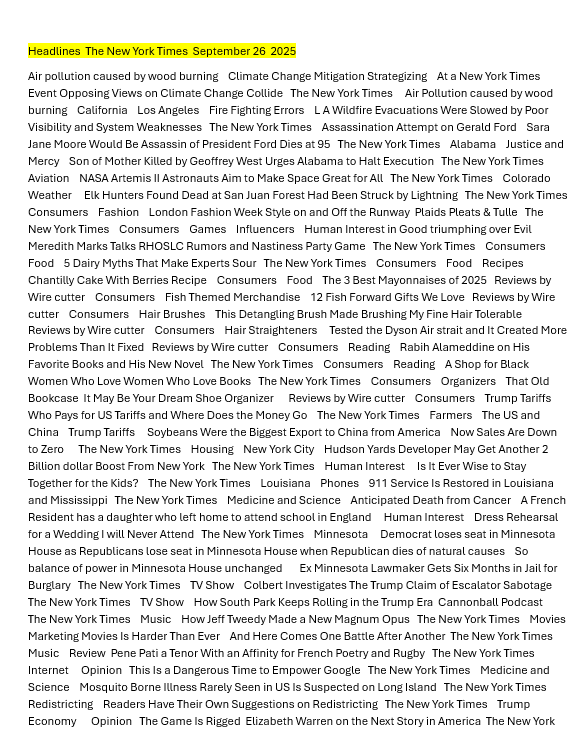 Headlines The New York Times September 26 2025
Air pollution caused by wood burning Climate Change Mitigation Strategizing At a New York Times
Event Opposing Views on Climate Change Collide The New York Times Air Pollution caused by wood
burning California Los Angeles Fire Fighting Errors L A Wildfire Evacuations Were Slowed by Poor
Visibility and System Weaknesses The New York Times Assassination Attempt on Gerald Ford Sara
Jane Moore Would Be Assassin of President Ford Dies at 95 The New York Times Alabama Justice and
Mercy Son of Mother Killed by Geoffrey West Urges Alabama to Halt Execution The New York Times
Aviation NASA Artemis II Astronauts Aim to Make Space Great for All The New York Times Colorado
Weather Elk Hunters Found Dead at San Juan Forest Had Been Struck by Lightning The New York Times
Consumers Fashion London Fashion Week Style on and Off the Runway Plaids Pleats & Tulle The
New York Times Consumers Games Influencers Human Interest in Good triumphing over Evil
Meredith Marks Talks RHOSLC Rumors and Nastiness Party Game The New York Times Consumers
Food 5 Dairy Myths That Make Experts Sour The New York Times Consumers Food Recipes
Chantilly Cake With Berries Recipe Consumers Food The 3 Best Mayonnaises of 2025 Reviews by
Wire cutter Consumers Fish Themed Merchandise 12 Fish Forward Gifts We Love Reviews by Wire
cutter Consumers Hair Brushes This Detangling Brush Made Brushing My Fine Hair Tolerable
Reviews by Wire cutter Consumers Hair Straighteners Tested the Dyson Air strait and It Created More
Problems Than It Fixed Reviews by Wire cutter Consumers Reading Rabih Alameddine on His
Favorite Books and His New Novel The New York Times Consumers Reading A Shop for Black
Women Who Love Women Who Love Books The New York Times Consumers Organizers That Old
Bookcase It May Be Your Dream Shoe Organizer Reviews by Wire cutter Consumers Trump Tariffs
Who Pays for US Tariffs and Where Does the Money Go The New York Times Farmers The US and
China Trump Tariffs Soybeans Were the Biggest Export to China from America Now Sales Are Down
to Zero The New York Times Housing New York City Hudson Yards Developer May Get Another 2
Billion dollar Boost From New York The New York Times Human Interest Is It Ever Wise to Stay
Together for the Kids? The New York Times Louisiana Phones 911 Service Is Restored in Louisiana
and Mississippi The New York Times Medicine and Science Anticipated Death from Cancer A French
Resident has a daughter who left home to attend school in England Human Interest Dress Rehearsal
for a Wedding I will Never Attend The New York Times Minnesota Democrat loses seat in Minnesota
House as Republicans lose seat in Minnesota House when Republican dies of natural causes So
balance of power in Minnesota House unchanged Ex Minnesota Lawmaker Gets Six Months in Jail for
Burglary The New York Times TV Show Colbert Investigates The Trump Claim of Escalator Sabotage
The New York Times TV Show How South Park Keeps Rolling in the Trump Era Cannonball Podcast
The New York Times Music How Jeff Tweedy Made a New Magnum Opus The New York Times Movies
Marketing Movies Is Harder Than Ever And Here Comes One Battle After Another The New York Times
Music Review Pene Pati a Tenor With an Affinity for French Poetry and Rugby The New York Times
Internet Opinion This Is a Dangerous Time to Empower Google The New York Times Medicine and
Science Mosquito Borne Illness Rarely Seen in US Is Suspected on Long Island The New York Times
Redistricting Readers Have Their Own Suggestions on Redistricting The New York Times Trump
Economy Opinion The Game Is Rigged Elizabeth Warren on the Next Story in America The New York